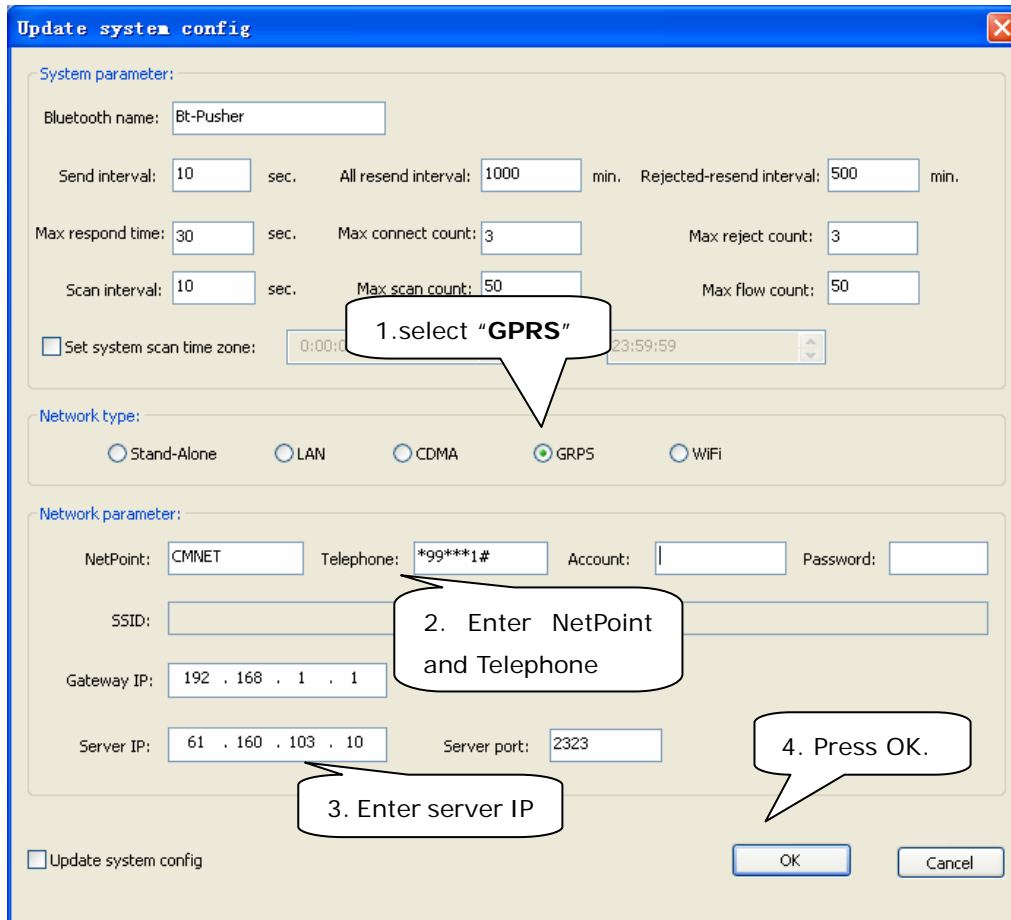 Update system config
System parameter:
Bluetooth name: Bt-Pusher
Send interval: 10 sec. All resend interval: 1000 min. Rejected-resend interval: 500 min.
Max respond time: 30 sec. Max connect count: 3 Max reject count: 3
Scan interval: 10 sec. Max scan count: 50 Max flow count: 50
1.select “GPRS”
Set system scan time zone: 23:59:59
Network type:
Stand-Alone LAN CDMA GRPS WiFi
Network parameter:
NetPoint: CMNET Telephone: *99***1# Account: Password:
SSID:
2. Enter NetPoint
and Telephone
Gateway IP: 192 . 168 . 1 . 1
Server IP: 61 . 160 . 103 . 10 Server port: 2323
4. Press OK.
3. Enter server IP
Update system config OK Cancel